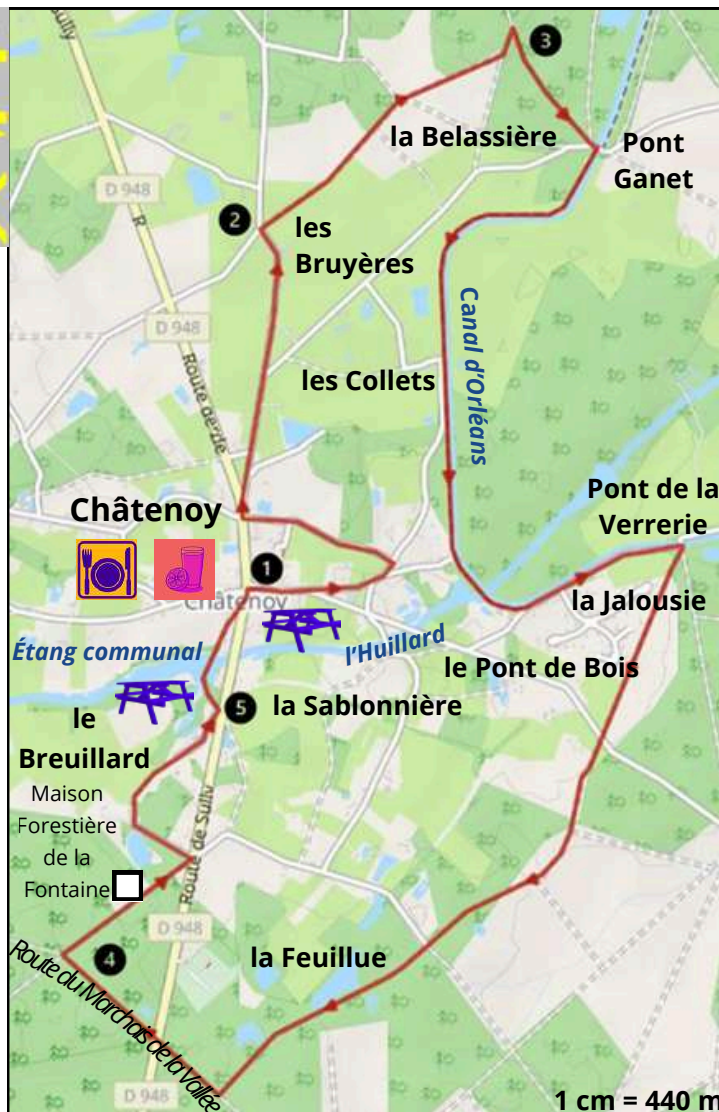 Sully
3
la Belassière
Pont
Ganet
D 948
R
2
les
Bruyères
D 948
Canal d'Orléans
les Collets
Pont de la
Verrerie
Châtenoy
1
Châtenoy
la Jalousie
Étang communal
l'Huillard
le Pont de Bois
5
la Sablonnière
le
Breuillard
Maison
Forestière
de la
Fontaine
Route de Sully
D 948
4
la Feuillue
Route du Marchais de la Vallée
D 948
1 cm = 440 m